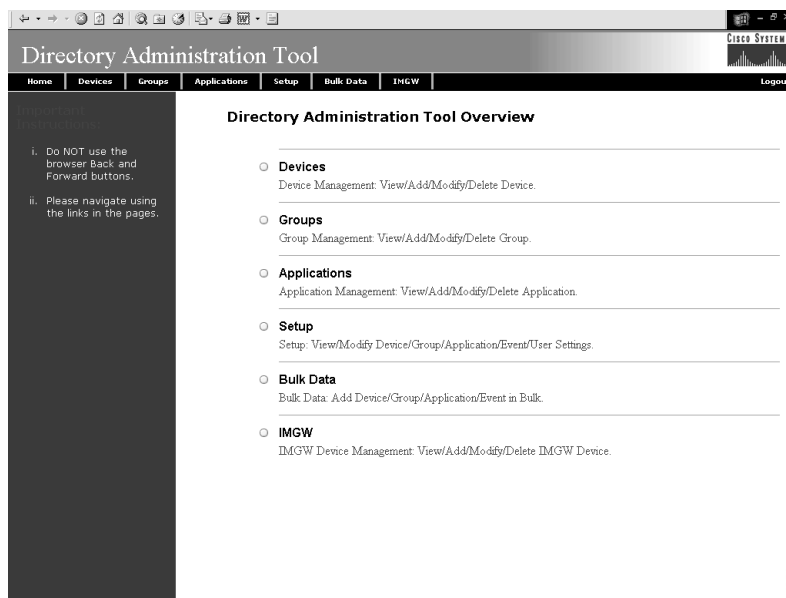 CISCO SYSTEM
Directory Administration Tool
Home Devices Groups Applications Setup Bulk Data IMGW Logou
Important
Instructions:
i. Do NOT use the
browser Back and
Forward buttons.
ii. Please navigate using
the links in the pages.
Directory Administration Tool Overview
Devices
Device Management: View/Add/Modify/Delete Device.
Groups
Group Management: View/Add/Modify/Delete Group.
Applications
Application Management: View/Add/Modify/Delete Application.
Setup
Setup: View/Modify Device/Group/Application/Event/User Settings.
Bulk Data
Bulk Data: Add Device/Group/Application/Event in Bulk.
IMGW
IMGW Device Management: View/Add/Modify/Delete IMGW Device.